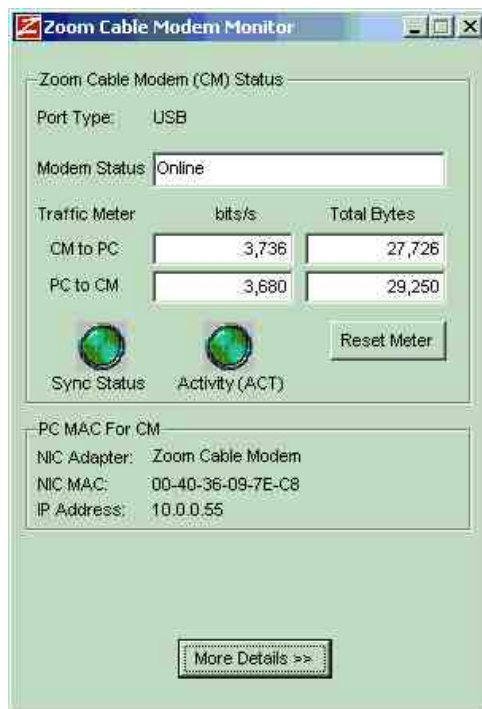 Zoom Cable Modem Monitor
Zoom Cable Modem (CM) Status
Port Type: USB
Modem Status Online
Traffic Meter bits/s Total Bytes
CM to PC 3,736 27,726
PC to CM 3,680 29,250
Reset Meter
Sync Status Activity (ACT)
PC MAC For CM
NIC Adapter: Zoom Cable Modem
NIC MAC: 00-40-36-09-7E-C8
IP Address: 10.0.0.55
More Details >>